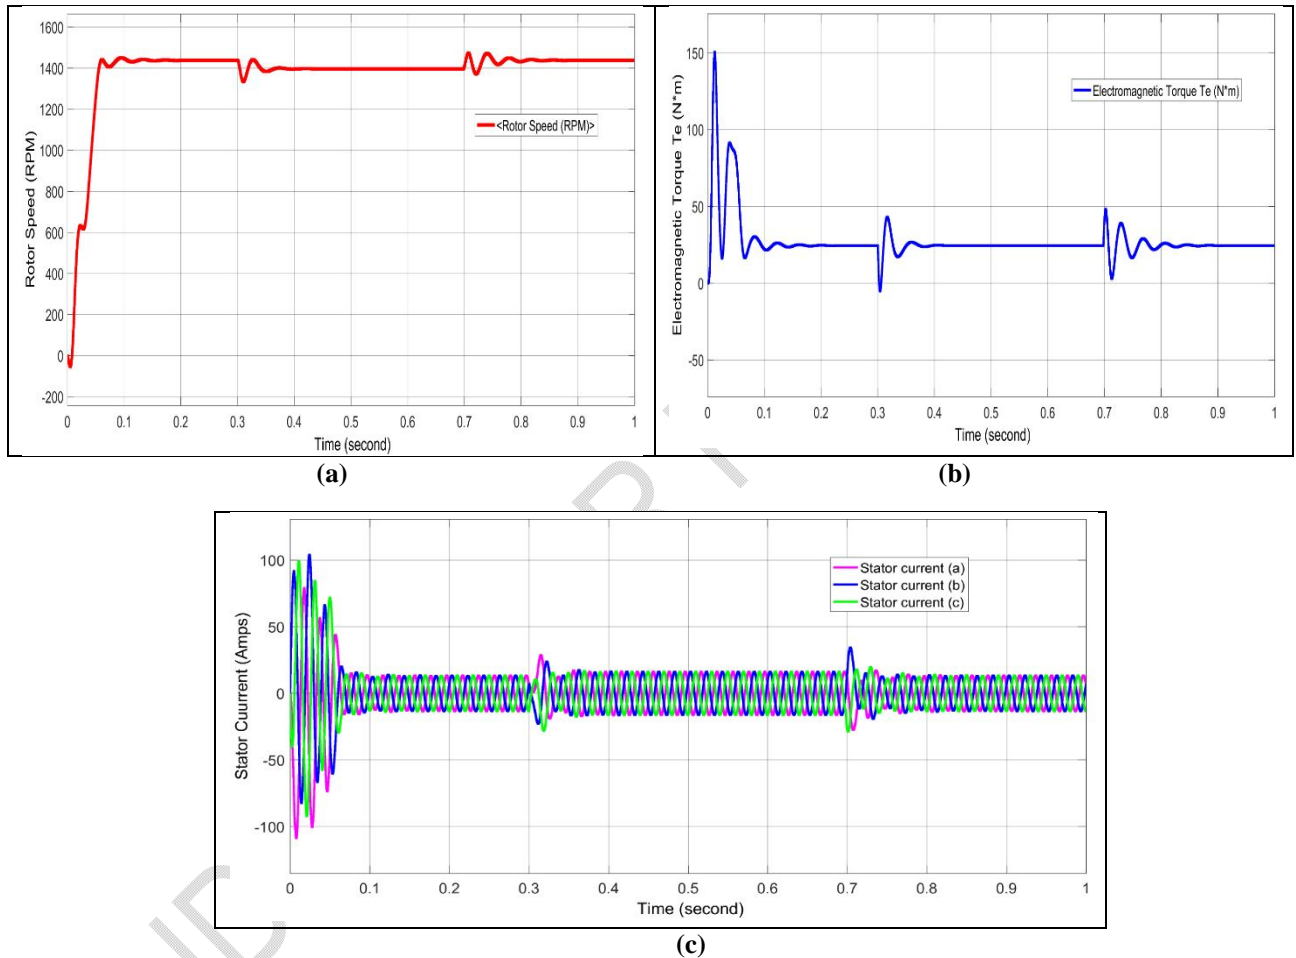 1600
1400
1200
1000
800
600
400
200
0
-200
Rotor Speed (RPM)
<Rotor Speed (RPM)>
0 0.1 0.2 0.3 0.4 0.5 0.6 0.7 0.8 0.9 1
Time (second)
(a)
150
100
50
0
-50
Electromagnetic Torque Te (N*m)
Electromagnetic Torque Te (N*m)
0 0.1 0.2 0.3 0.4 0.5 0.6 0.7 0.8 0.9 1
Time (second)
(b)
100
50
0
-50
-100
Stator Cuurrent (Amps)
Stator current (a)
Stator current (b)
Stator current (c)
0 0.1 0.2 0.3 0.4 0.5 0.6 0.7 0.8 0.9 1
Time (second)
(c)